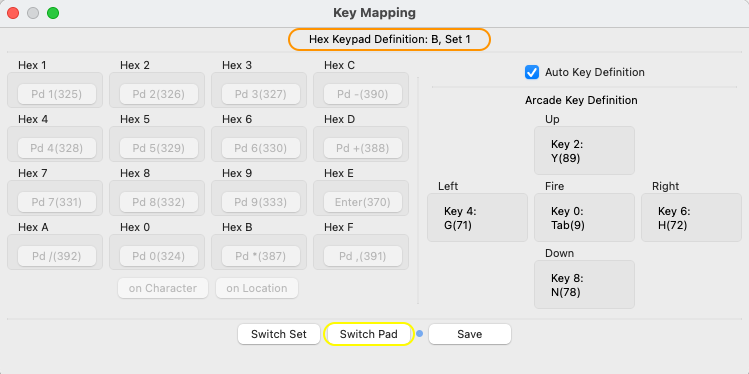 Key Mapping
Hex Keypad Definition: B, Set 1
Hex 1
Hex 2
Hex 3
Hex C
Pd 1(325)
Pd 2(326)
Pd 3(327)
Pd -(390)
Hex 4
Hex 5
Hex 6
Hex D
Pd 4(328)
Pd 5(329)
Pd 6(330)
Pd +(388)
Hex 7
Hex 8
Hex 9
Hex E
Pd 7(331)
Pd 8(332)
Pd 9(333)
Enter(370)
Hex A
Hex 0
Hex B
Hex F
Pd /(392)
Pd 0(324)
Pd *(387)
Pd ,(391)
on Character
on Location
Auto Key Definition
Arcade Key Definition
Up
Key 2:
Y(89)
Left
Key 4:
G(71)
Fire
Key 0:
Tab(9)
Right
Key 6:
H(72)
Down
Key 8:
N(78)
Switch Set
Switch Pad
Save